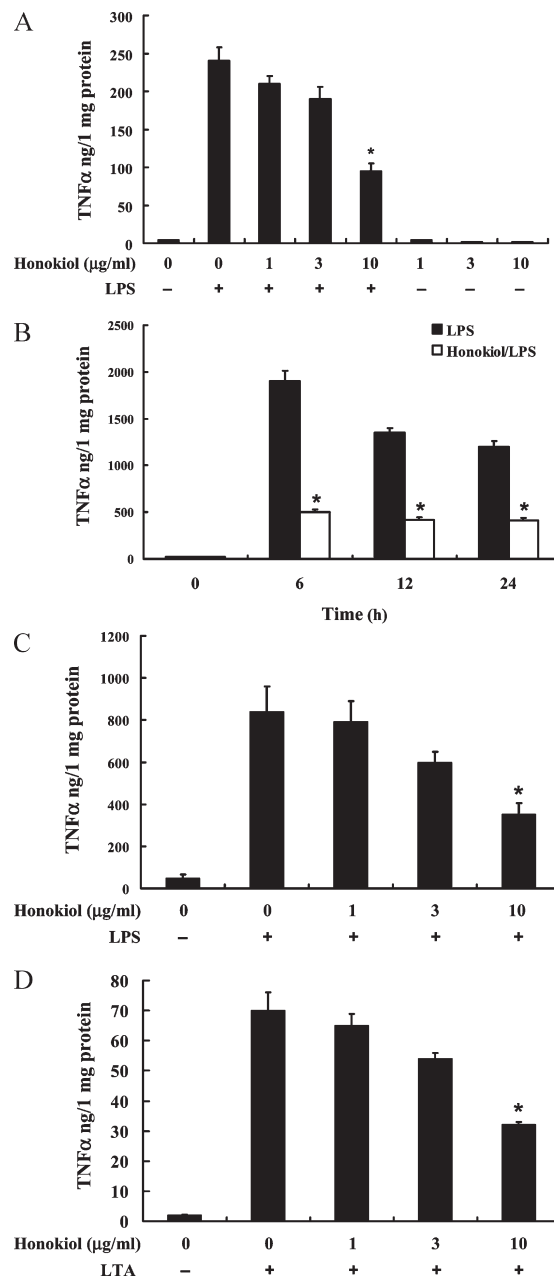 A
TNFα ng/1 mg protein
300
250
200
150
100
50
0
*
Honokiol (μg/ml) 0 0 1 3 10 1 3 10
LPS – + + + + – – –
B
TNFα ng/1 mg protein
2500
2000
1500
1000
500
0
LPS
Honokiol/LPS
* * *
0 6 12 24
Time (h)
C
TNFα ng/1 mg protein
1200
1000
800
600
400
200
0
*
Honokiol (μg/ml) 0 0 1 3 10
LPS – + + + +
D
TNFα ng/1 mg protein
80
70
60
50
40
30
20
10
0
*
Honokiol (μg/ml) 0 0 1 3 10
LTA – + + + +